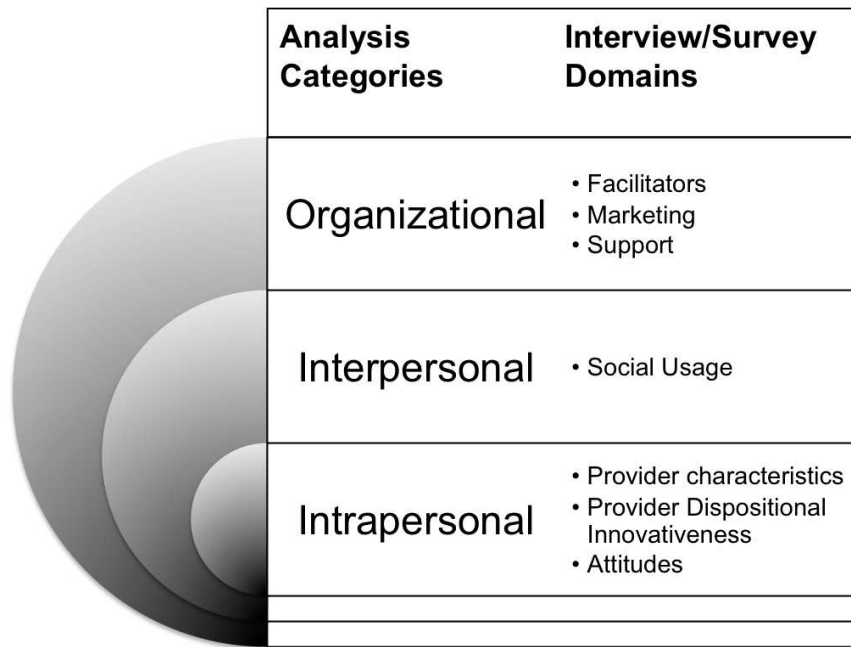 Analysis
Categories
Interview/Survey
Domains
Organizational
• Facilitators
• Marketing
• Support
Interpersonal
• Social Usage
Intrapersonal
• Provider characteristics
• Provider Dispositional
Innovativeness
• Attitudes